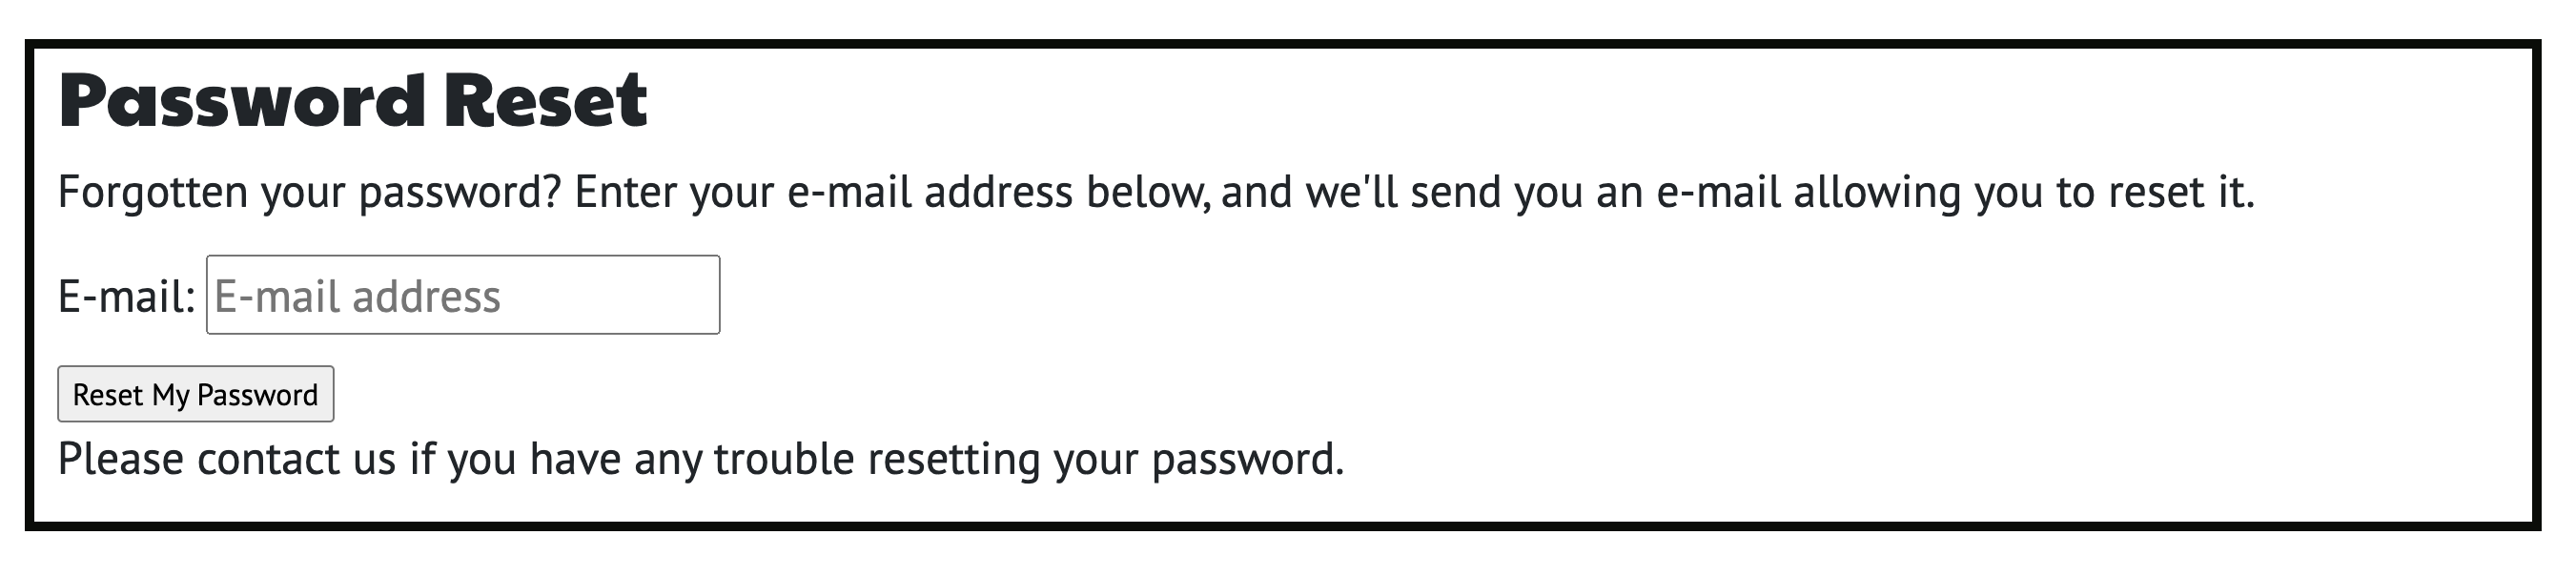 Password Reset
Forgotten your password? Enter your e-mail address below, and we'll send you an e-mail allowing you to reset it.
E-mail: E-mail address
Reset My Password
Please contact us if you have any trouble resetting your password.